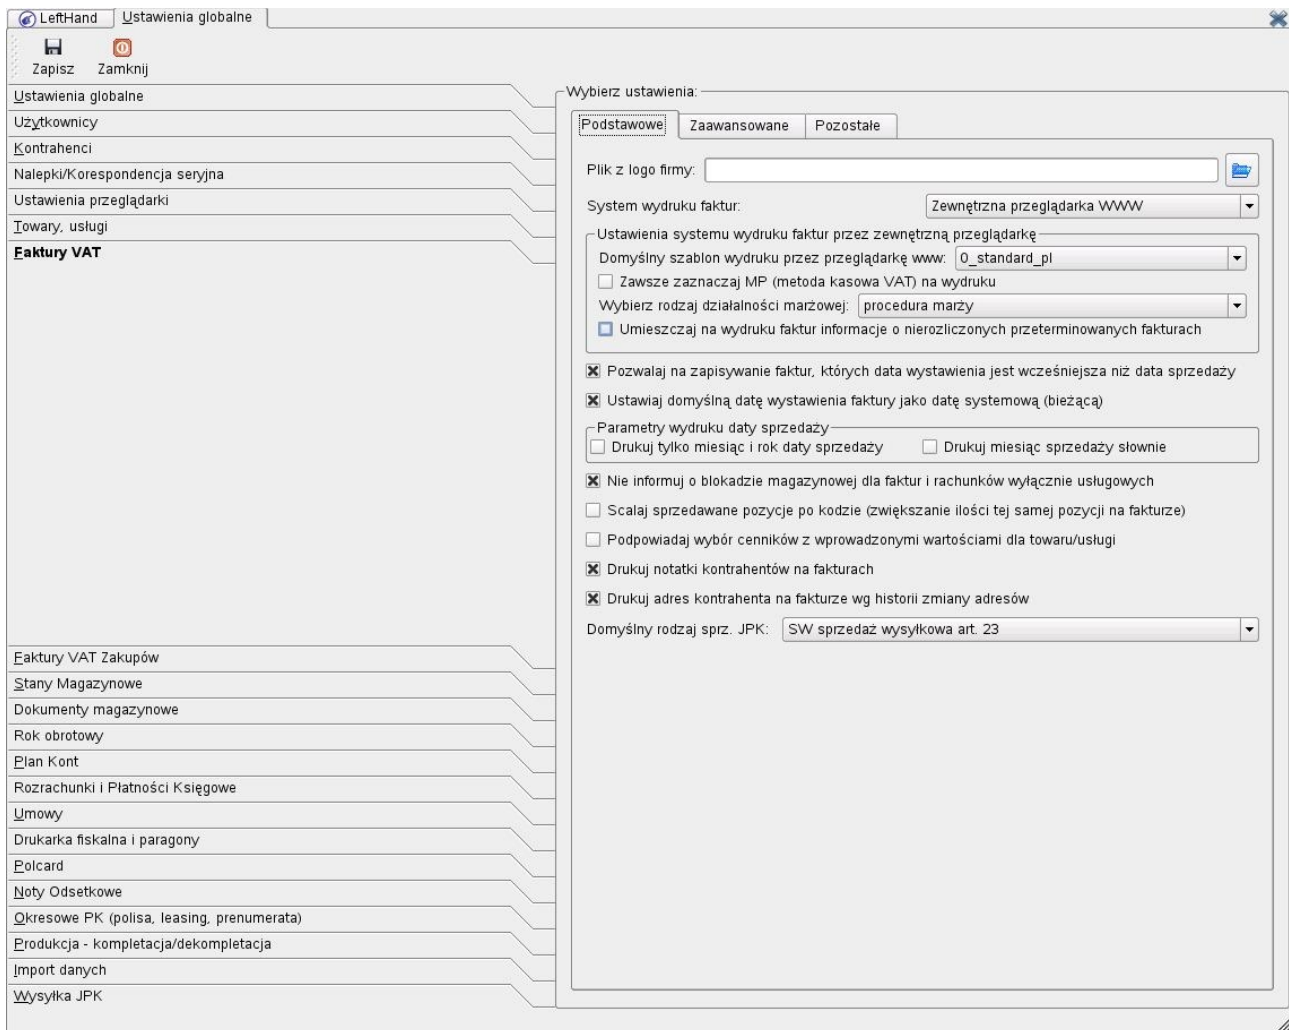 LeftHand
Ustawienia globalne
Zapisz
Zamknij
Ustawienia globalne
Użytkownicy
Kontrahenci
Nalepki/Korespondencja seryjna
Ustawienia przeglądarki
Towary, usługi
Faktury VAT
Faktury VAT Zakupów
Stany Magazynowe
Dokumenty magazynowe
Rok obrotowy
Plan Kont
Rozrachunki i Płatności Księgowe
Umowy
Drukarka fiskalna i paragony
Polcard
Noty Odsetkowe
Okresowe PK (polisa, leasing, prenumerata)
Produkcja - kompletacja/dekompletacja
Import danych
Wysyłka JPK
Wybierz ustawienia:
Podstawowe
Zaawansowane
Pozostałe
Plik z logo firmy:
System wydruku faktur: Zewnętrzna przeglądarka WWW
Ustawienia systemu wydruku faktur przez zewnętrzną przeglądarkę
Domyślny szablon wydruku przez przeglądarkę www: 0_standard_pl
Zawsze zaznaczaj MP (metoda kasowa VAT) na wydruku
Wybierz rodzaj działalności marżowej: procedura marży
Umieszczaj na wydruku faktur informacje o nierozliczonych przeterminowanych fakturach
Pozwalaj na zapisywanie faktur, których data wystawienia jest wcześniejsza niż data sprzedaży
Ustawiaj domyślną datę wystawienia faktury jako datę systemową (bieżącą)
Parametry wydruku daty sprzedaży
Drukuj tylko miesiąc i rok daty sprzedaży
Drukuj miesiąc sprzedaży słownie
Nie informuj o blokadzie magazynowej dla faktur i rachunków wyłącznie usługowych
Scalaj sprzedawane pozycje po kodzie (zwiększanie ilości tej samej pozycji na fakturze)
Podpowiadaj wybór cenników z wprowadzonymi wartościami dla towaru/usługi
Drukuj notatki kontrahentów na fakturach
Drukuj adres kontrahenta na fakturze wg historii zmiany adresów
Domyślny rodzaj sprz. JPK: SW sprzedaż wysyłkowa art. 23